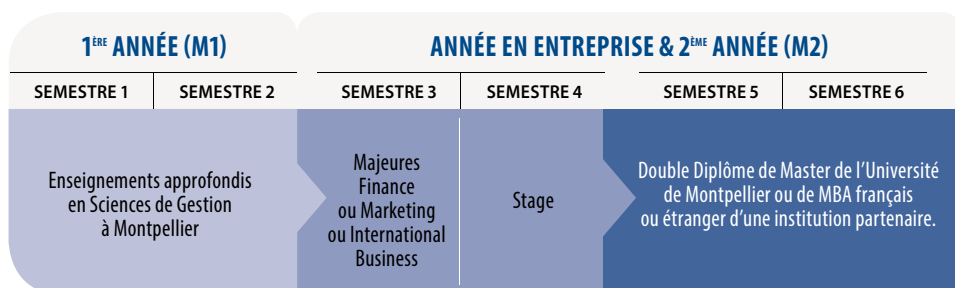 1ÈRE ANNÉE (M1)
ANNÉE EN ENTREPRISE & 2ÈME ANNÉE (M2)
SEMESTRE 1
SEMESTRE 2
SEMESTRE 3
SEMESTRE 4
SEMESTRE 5
SEMESTRE 6
Enseignements approfondis
en Sciences de Gestion
à Montpellier
Majeures
Finance
ou Marketing
ou International
Business
Stage
Double Diplôme de Master de l'Université
de Montpellier ou de MBA français
ou étranger d'une institution partenaire.